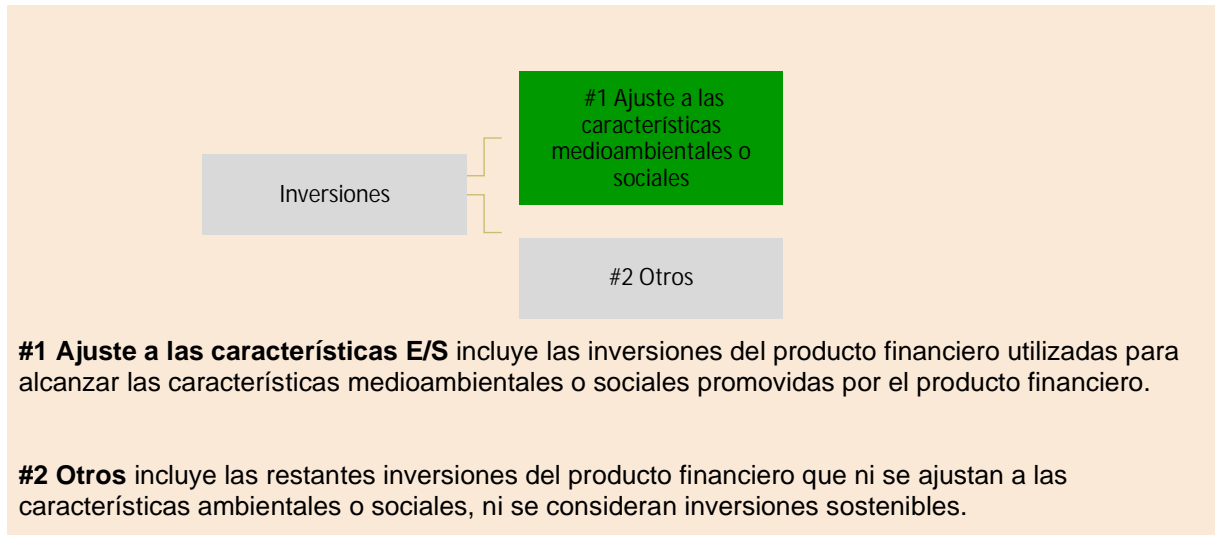 #1 Ajuste a las
características
medioambientales o
sociales
Inversiones
#2 Otros
#1 Ajuste a las características E/S incluye las inversiones del producto financiero utilizadas para
alcanzar las características medioambientales o sociales promovidas por el producto financiero.
#2 Otros incluye las restantes inversiones del producto financiero que ni se ajustan a las
características ambientales o sociales, ni se consideran inversiones sostenibles.